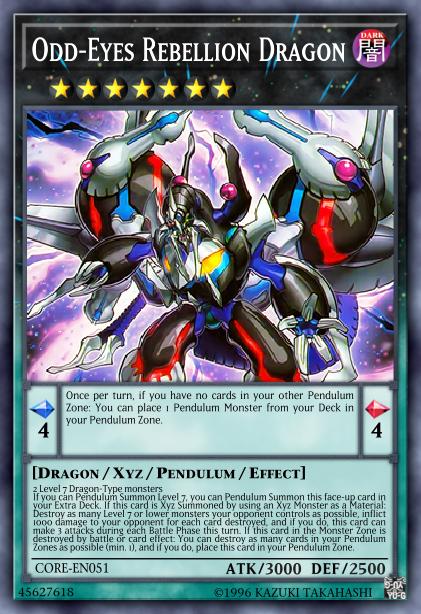 Odd-Eyes Rebellion Dragon
DARK
闇
Once per turn, if you have no cards in your other Pendulum
Zone: You can place 1 Pendulum Monster from your Deck in
your Pendulum Zone.
4
4
[Dragon / Xyz / Pendulum / Effect]
2 Level 7 Dragon-Type monsters
If you can Pendulum Summon Level 7, you can Pendulum Summon this face-up card in
your Extra Deck. If this card is Xyz Summoned by using an Xyz Monster as a Material:
Destroy as many Level 7 or lower monsters your opponent controls as possible, inflict
1000 damage to your opponent for each card destroyed, and if you do, this card can
make 3 attacks during each Battle Phase this turn. If this card in the Monster Zone is
destroyed by battle or card effect: You can destroy as many cards in your Pendulum
Zones as possible (min. 1), and if you do, place this card in your Pendulum Zone.
CORE-EN051
ATK/3000 DEF/2500
45627618
©1996 KAZUKI TAKAHASHI